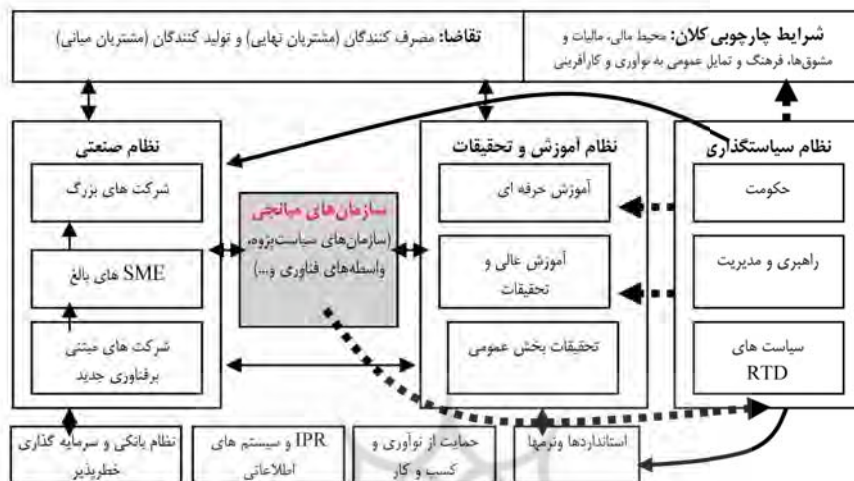 شرایط چارچوبی کلان: محیط مالی، مالیات و
مشوق‌ها، فرهنگ و تمایل عمومی به نوآوری و کارآفرینی
تقاضا: مصرف کنندگان (مشتریان نهایی) و تولید کنندگان (مشتریان میانی)
نظام سیاستگذاری
حکومت
راهبری و مدیریت
سیاست های
RTD
نظام آموزش و تحقیقات
آموزش حرفه ای
آموزش عالی و
تحقیقات
تحقیقات بخش عمومی
سازمان‌های میانجی
(سازمان‌های سیاست‌پژوه،
واسطه‌های فناوری و...)
نظام صنعتی
شرکت های بزرگ
SME های بالغ
شرکت های مبتنی
برفناوری جدید
استانداردها ونرمها
حمایت از نوآوری و
کسب و کار
IPR و سیستم های
اطلاعاتی
نظام بانکی و سرمایه گذاری
خطرپذیر